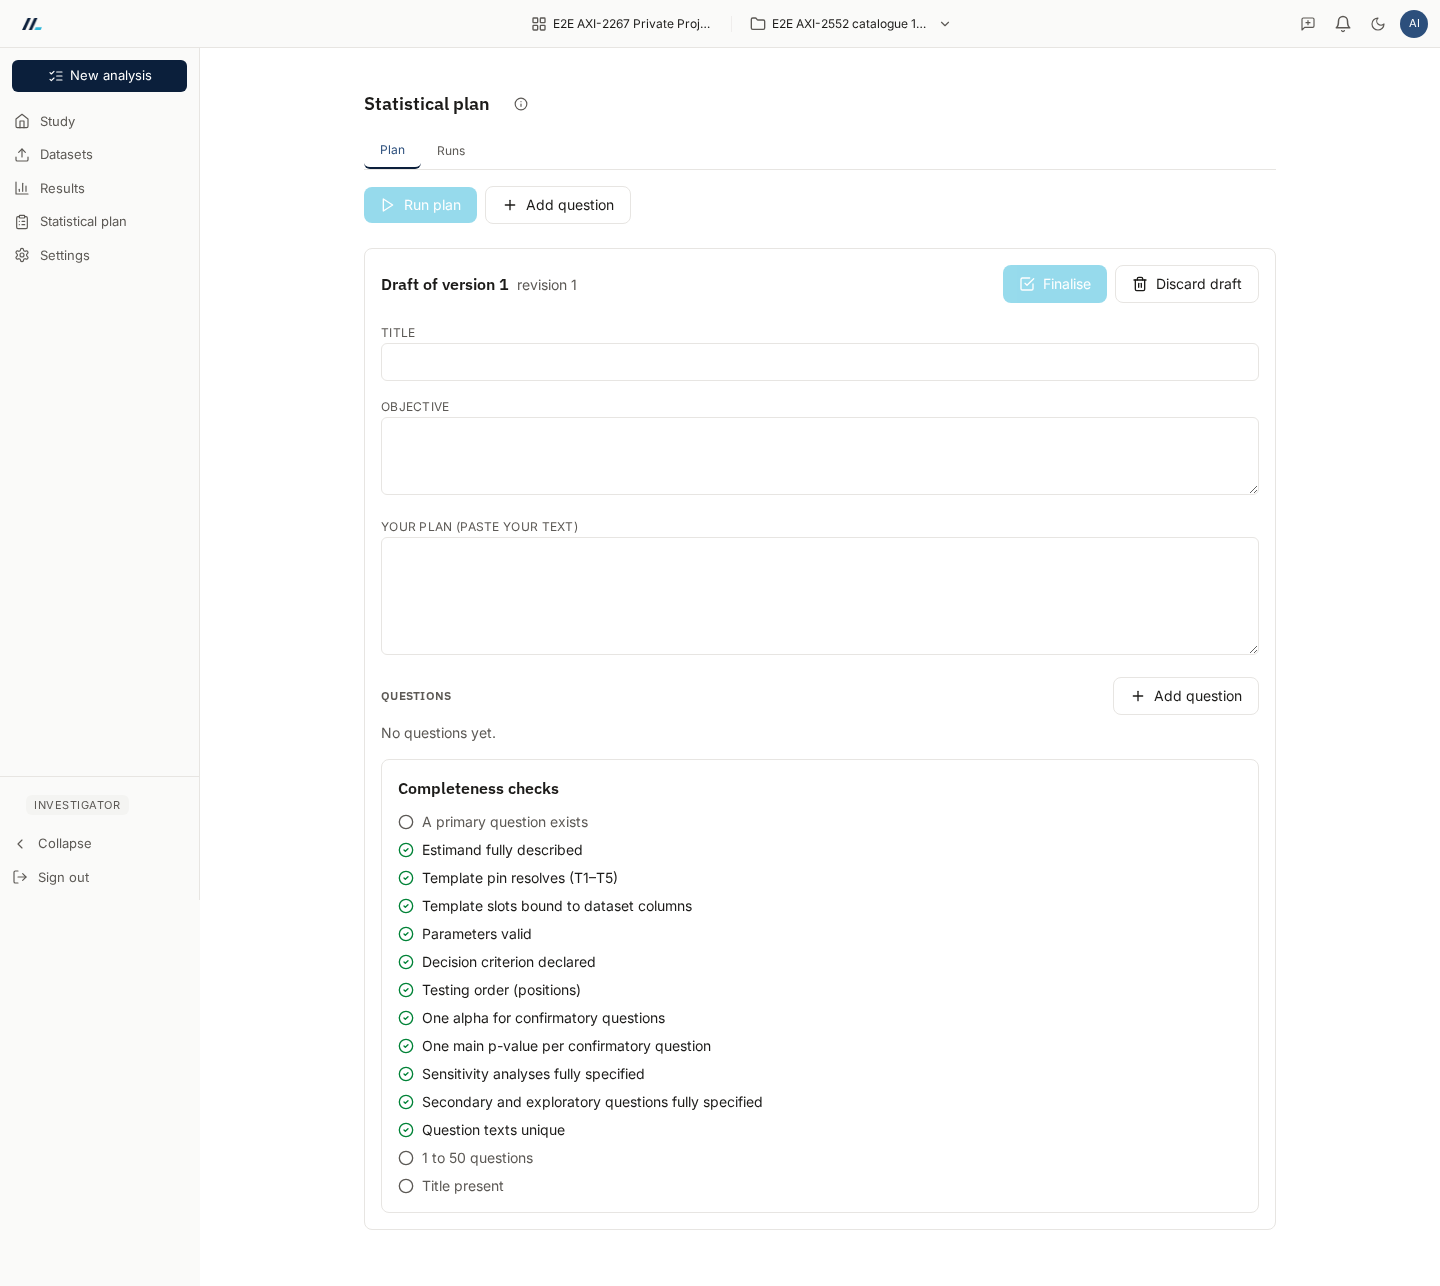 E2E AXI-2267 Private Proj...
E2E AXI-2552 catalogue 1...
AI
New analysis
Study
Datasets
Results
Statistical plan
Settings
INVESTIGATOR
Collapse
Sign out
Statistical plan
Plan
Runs
Run plan
Add question
Draft of version 1 revision 1
Finalise
Discard draft
TITLE
OBJECTIVE
YOUR PLAN (PASTE YOUR TEXT)
QUESTIONS
Add question
No questions yet.
Completeness checks
A primary question exists
Estimand fully described
Template pin resolves (T1–T5)
Template slots bound to dataset columns
Parameters valid
Decision criterion declared
Testing order (positions)
One alpha for confirmatory questions
One main p-value per confirmatory question
Sensitivity analyses fully specified
Secondary and exploratory questions fully specified
Question texts unique
1 to 50 questions
Title present